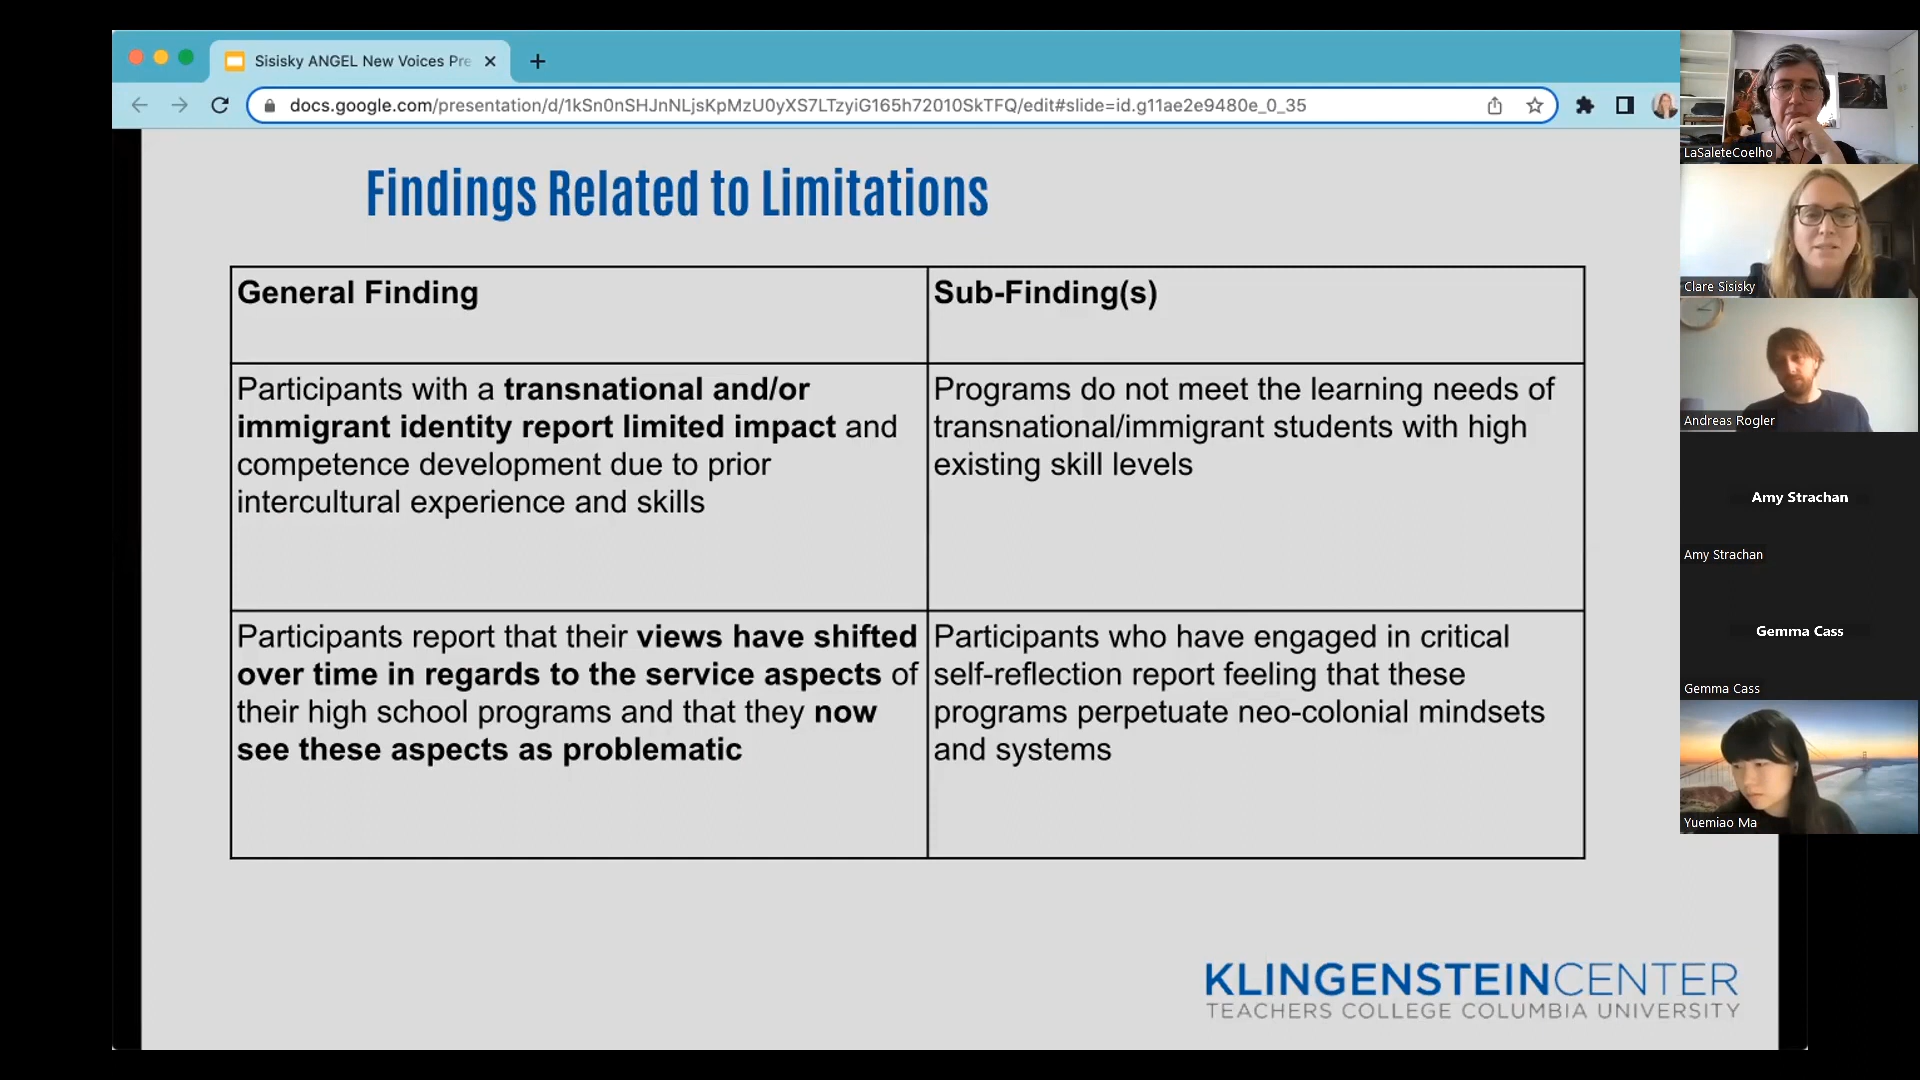 Sisisky ANGEL New Voices Pre
docs.google.com/presentation/d/1kSn0nSHJnNLjsKpMzU0yXS7LTzyiG165h72010SkTFQ/edit#slide=id.g11ae2e9480e_0_35
Findings Related to Limitations
General Finding
Sub-Finding(s)
Participants with a transnational and/or
immigrant identity report limited impact and
competence development due to prior
intercultural experience and skills
Programs do not meet the learning needs of
transnational/immigrant students with high
existing skill levels
Participants report that their views have shifted
over time in regards to the service aspects of
their high school programs and that they now
see these aspects as problematic
Participants who have engaged in critical
self-reflection report feeling that these
programs perpetuate neo-colonial mindsets
and systems
KLINGENSTEINCENTER
TEACHERS COLLEGE COLUMBIA UNIVERSITY
LaSaleteCoelho
Clare Sisisky
Andreas Rogler
Amy Strachan
Amy Strachan
Gemma Cass
Gemma Cass
Yuemiao Ma